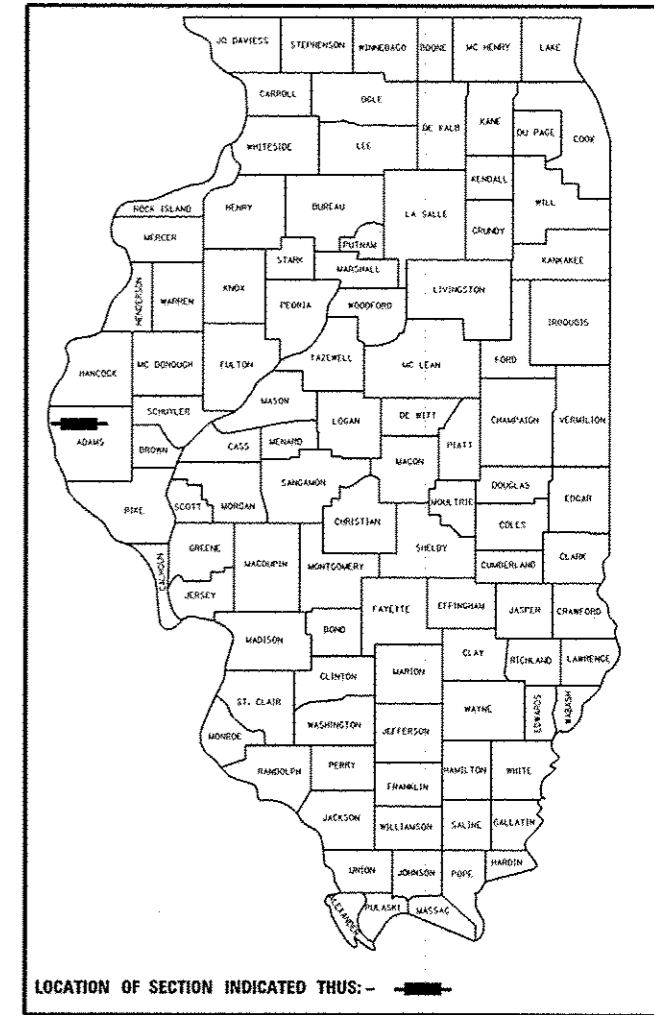 JO DAVIESS STEPHENSON WINNEBAGO BOONE MC HENRY LAKE
CARROLL OGLE DE KALB KANE DU PAGE COOK
WHITESIDE LEE KENDALL WILL
ROCK ISLAND HENRY BUREAU LA SALLE GRUNDY
MERCER PUTNAM KANKAKEE
STARK MARSHALL
HENDERSON WARREN KNOX PEORIA WOODFORD LIVINGSTON IROQUOIS
HANCOCK MC DONOUGH FULTON TAZEWELL MC LEAN FORD
MASON
SCHUYLER LOGAN DE WITT CHAMPAIGN VERMILION
ADAMS BROWN CASS MENARD PIATT
MACON
PIKE SCOTT MORGAN SANGAMON DOUGLAS EDGAR
CHRISTIAN MOULTRIE COLES
GREENE MACOUPIN MONTGOMERY SHELBY CUMBERLAND CLARK
CALHOUN JERSEY FAYETTE EFFINGHAM JASPER CRAWFORD
MADISON BOND
CLAY RICHLAND LAWRENCE
CLINTON MARION
ST. CLAIR WAYNE EDWARDS WABASH
MONROE WASHINGTON JEFFERSON
RANDOLPH PERRY HAMILTON WHITE
FRANKLIN
JACKSON WILLIAMSON SALINE GALLATIN
UNION JOHNSON POPE HARDIN
ALEXANDER PULASKI MASSAC
LOCATION OF SECTION INDICATED THUS: -